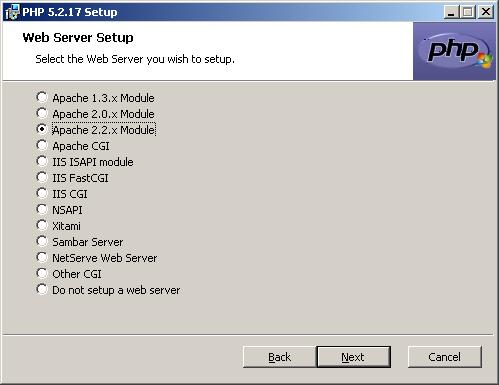 PHP 5.2.17 Setup
Web Server Setup
Select the Web Server you wish to setup.
php
Apache 1.3.x Module
Apache 2.0.x Module
Apache 2.2.x Module
Apache CGI
IIS ISAPI module
IIS FastCGI
IIS CGI
NSAPI
Xitami
Sambar Server
NetServe Web Server
Other CGI
Do not setup a web server
Back Next Cancel